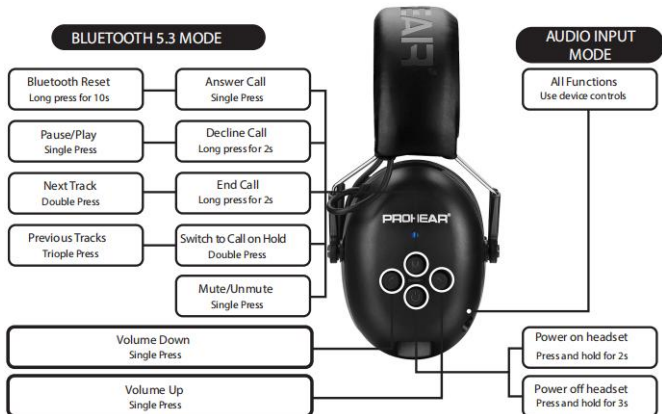 BLUETOOTH 5.3 MODE
Bluetooth Reset
Long press for 10s
Answer Call
Single Press
Pause/Play
Single Press
Decline Call
Long press for 2s
Next Track
Double Press
End Call
Long press for 2s
Previous Tracks
Triople Press
Switch to Call on Hold
Double Press
Mute/Unmute
Single Press
Volume Down
Single Press
Volume Up
Single Press
EAR
PROHEAR
AUDIO INPUT
MODE
All Functions
Use device controls
Power on headset
Press and hold for 2s
Power off headset
Press and hold for 3s